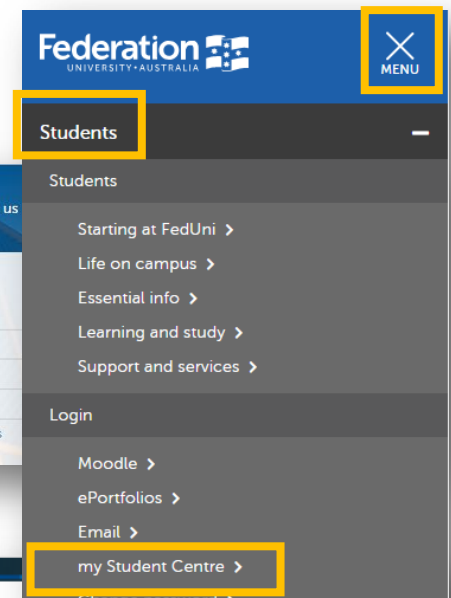 Federation
UNIVERSITY • AUSTRALIA
MENU
Students
Students
us
Starting at FedUni
Life on campus
Essential info
Learning and study
Support and services
Login
Moodle
ePortfolios
Email
my Student Centre